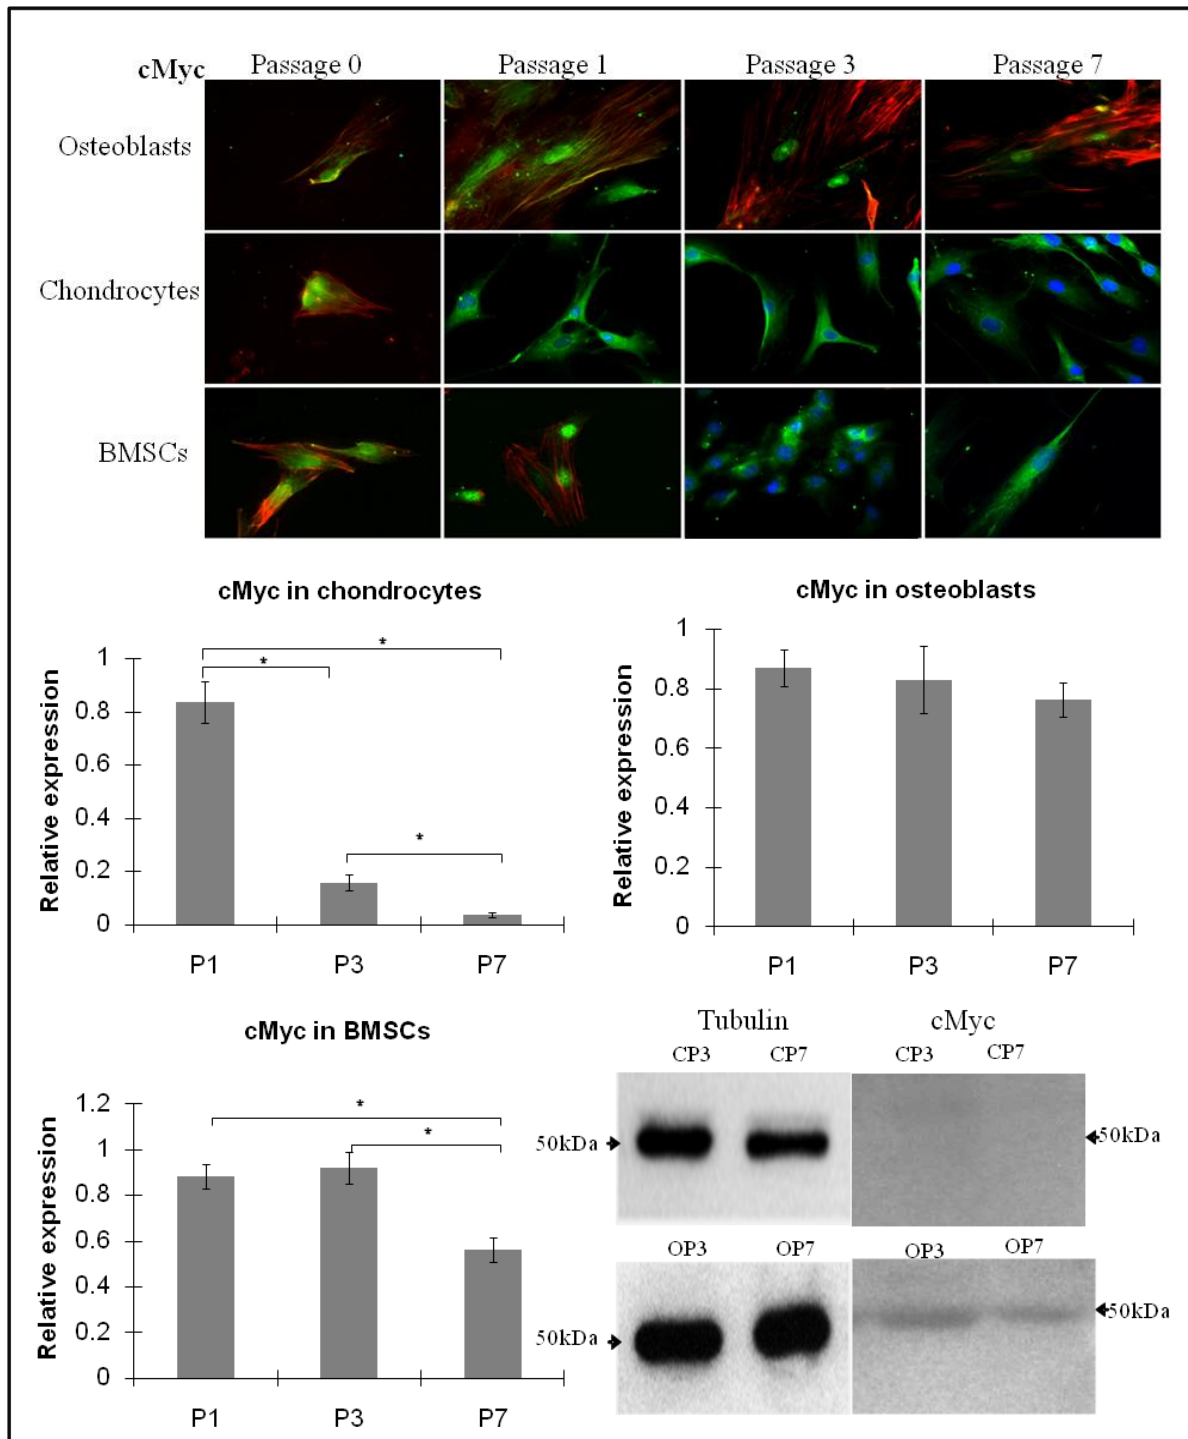 cMyc Passage 0 Passage 1 Passage 3 Passage 7
Osteoblasts
Chondrocytes
BMSCs
cMyc in chondrocytes
Relative expression
1
0.8
0.6
0.4
0.2
0
* * *
P1 P3 P7
cMyc in osteoblasts
Relative expression
1
0.8
0.6
0.4
0.2
0
P1 P3 P7
cMyc in BMSCs
Relative expression
1.2
1
0.8
0.6
0.4
0.2
0
* *
P1 P3 P7
Tubulin cMyc
CP3 CP7 CP3 CP7
50kDa 50kDa
OP3 OP7 OP3 OP7
50kDa 50kDa